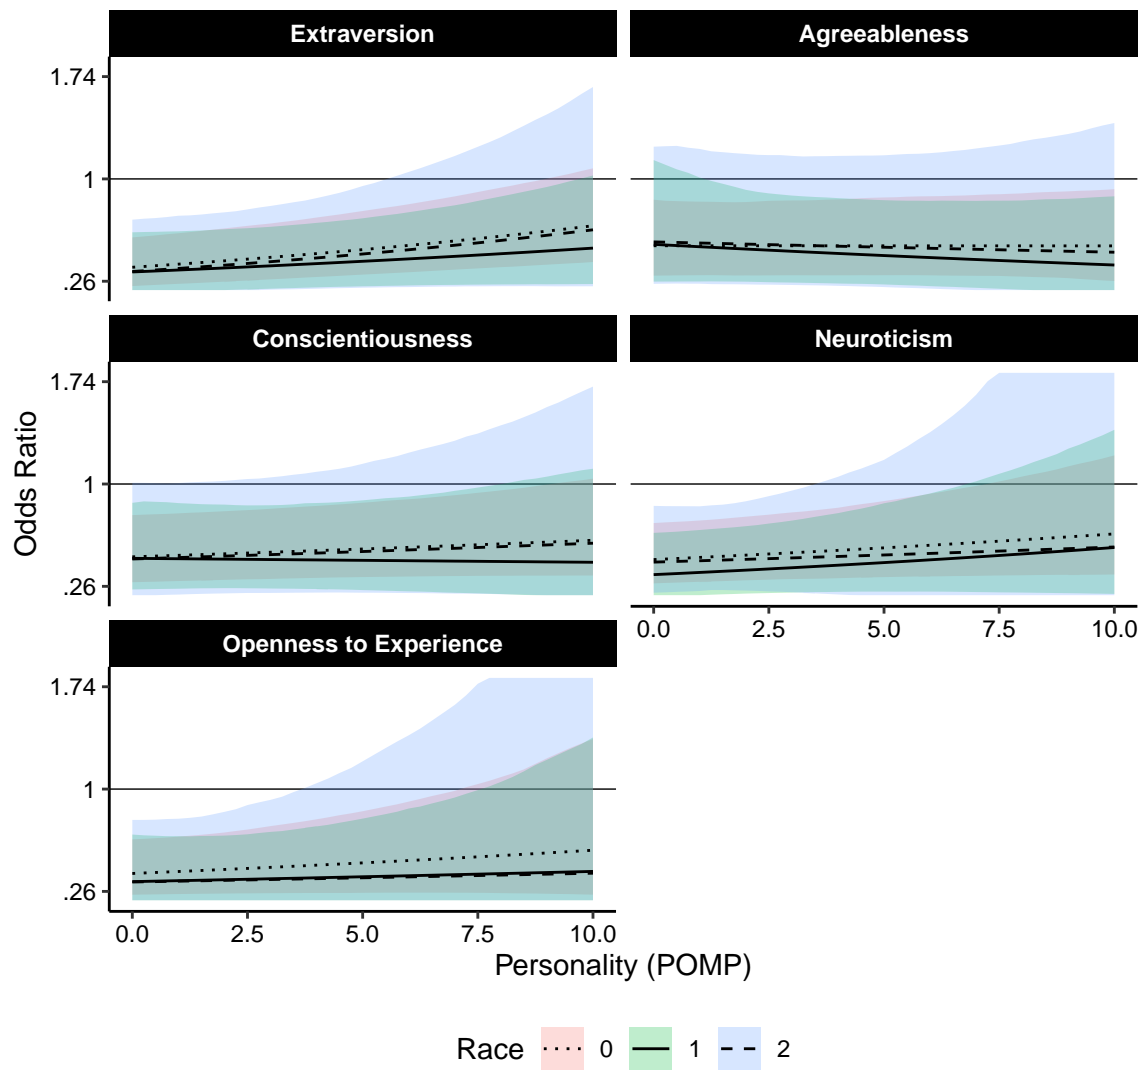 Extraversion
Agreeableness
1.74
1
.26
Conscientiousness
Neuroticism
1.74
1
.26
0.0 2.5 5.0 7.5 10.0
Openness to Experience
1.74
1
.26
0.0 2.5 5.0 7.5 10.0
Odds Ratio
Personality (POMP)
Race 0 1 2